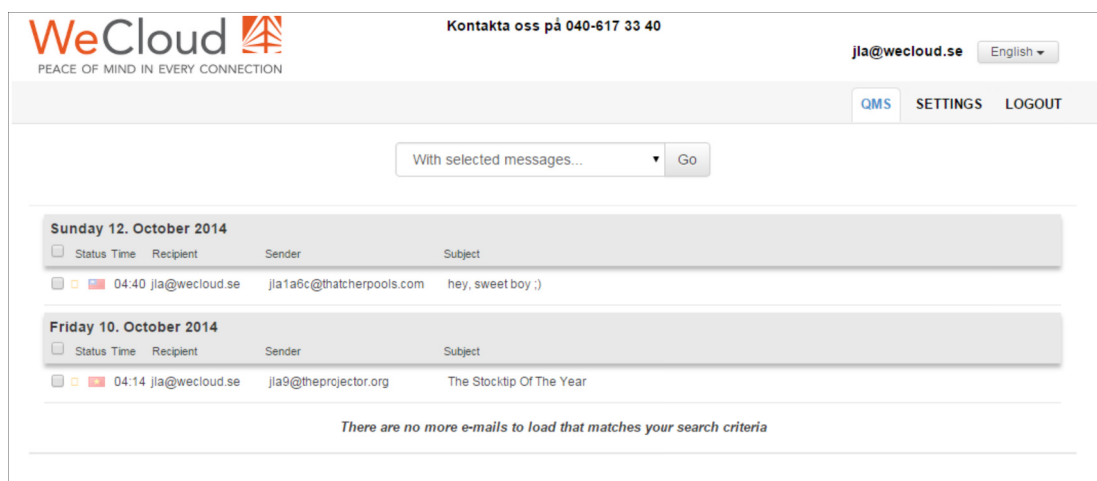 WeCloud
PEACE OF MIND IN EVERY CONNECTION
Kontakta oss på 040-617 33 40
jla@wecloud.se English
QMS SETTINGS LOGOUT
With selected messages... Go
Sunday 12. October 2014
Status Time Recipient Sender Subject
04:40 jla@wecloud.se jla1a6c@thatcherpools.com hey, sweet boy ;)
Friday 10. October 2014
Status Time Recipient Sender Subject
04:14 jla@wecloud.se jla9@theprojector.org The Stocktip Of The Year
There are no more e-mails to load that matches your search criteria